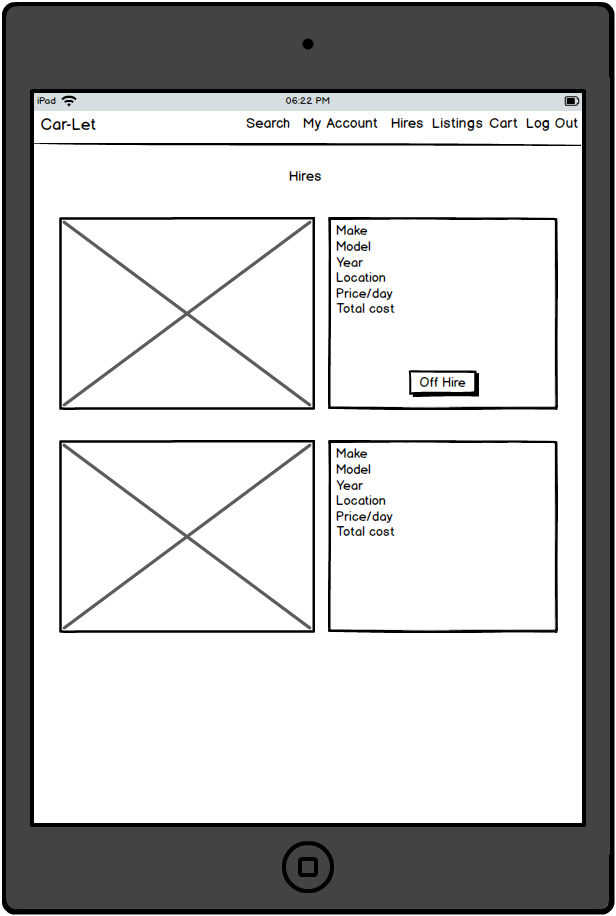 iPad 06:22 PM
Car-Let Search My Account Hires Listings Cart Log Out
Hires
Make
Model
Year
Location
Price/day
Total cost
Off Hire
Make
Model
Year
Location
Price/day
Total cost